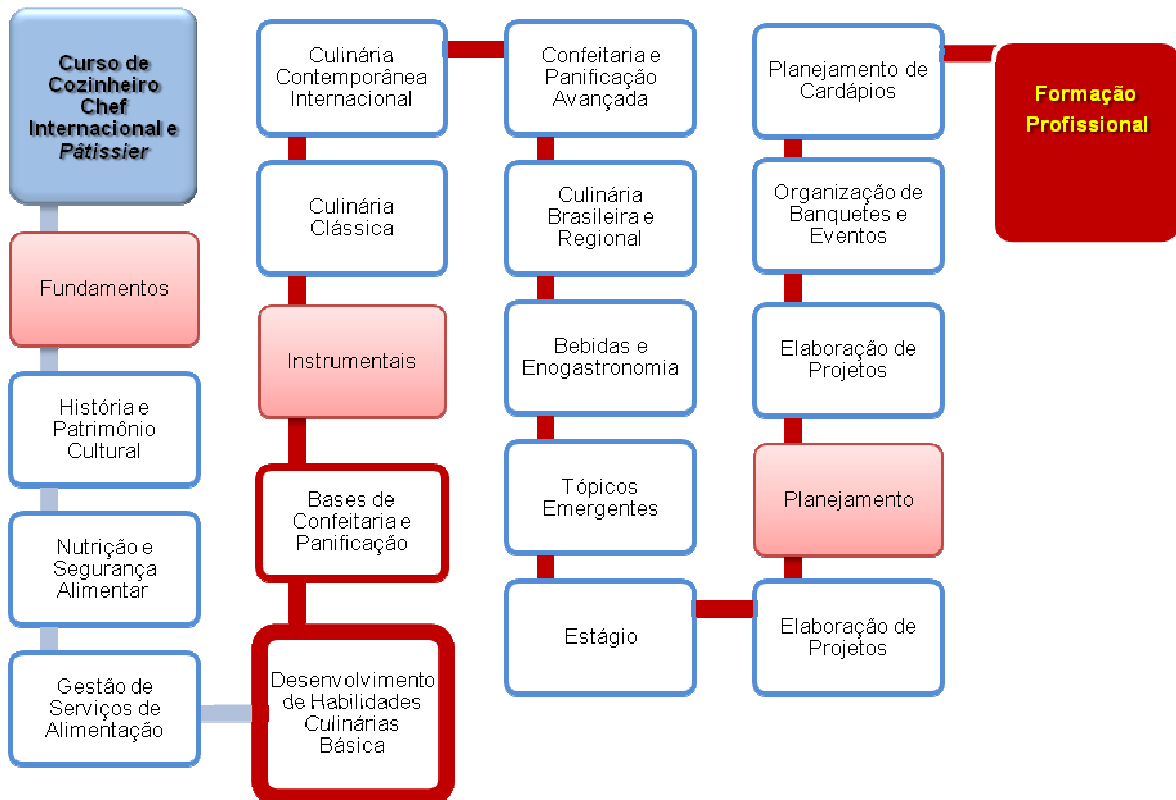 Curso de
Cozinheiro
Chef
Internacional e
Pâtissier
Fundamentos
História e
Patrimônio
Cultural
Nutrição e
Segurança
Alimentar
Gestão de
Serviços de
Alimentação
Desenvolvimento
de Habilidades
Culinárias
Básica
Bases de
Confeitaria e
Panificação
Instrumentais
Culinária
Clássica
Culinária
Contemporânea
Internacional
Confeitaria e
Panificação
Avançada
Culinária
Brasileira e
Regional
Bebidas e
Enogastronomia
Tópicos
Emergentes
Estágio
Elaboração de
Projetos
Planejamento
Elaboração de
Projetos
Organização de
Banquetes e
Eventos
Planejamento de
Cardápios
Formação
Profissional